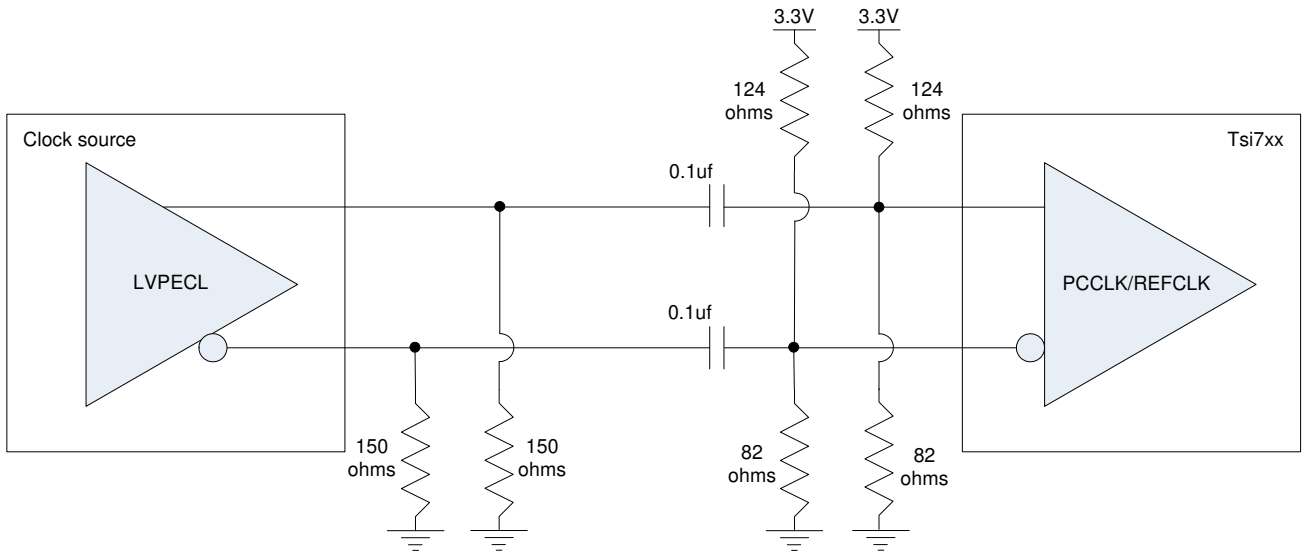 3.3V
3.3V
124
ohms
124
ohms
Clock source
Tsi7xx
0.1uf
LVPECL
PCCLK/REFCLK
0.1uf
150
ohms
150
ohms
82
ohms
82
ohms